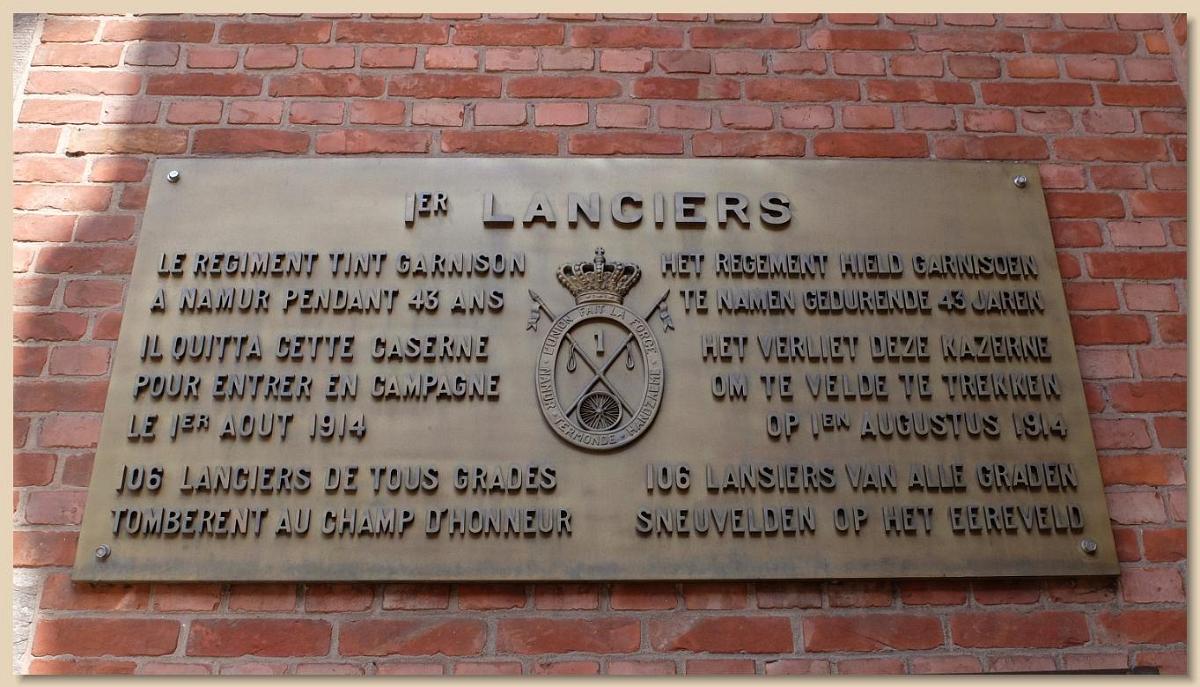 1ER LANCIERS
LE REGIMENT TINT GARNISON
A NAMUR PENDANT 43 ANS
IL QUITTA CETTE CASERNE
POUR ENTRER EN CAMPAGNE
LE 1ER AOUT 1914
106 LANCIERS DE TOUS GRADES
TOMBERENT AU CHAMP D'HONNEUR
L'UNION FAIT LA FORCE
1
NAMUR - TERMONDE - HANDZAEME
HET REGEMENT HIELD GARNISOEN
TE NAMEN GEDURENDE 43 JAREN
HET VERLIET DEZE KAZERNE
OM TE VELDE TE TREKKEN
OP 1EN AUGUSTUS 1914
106 LANSIERS VAN ALLE GRADEN
SNEUVELDEN OP HET EEREVELD